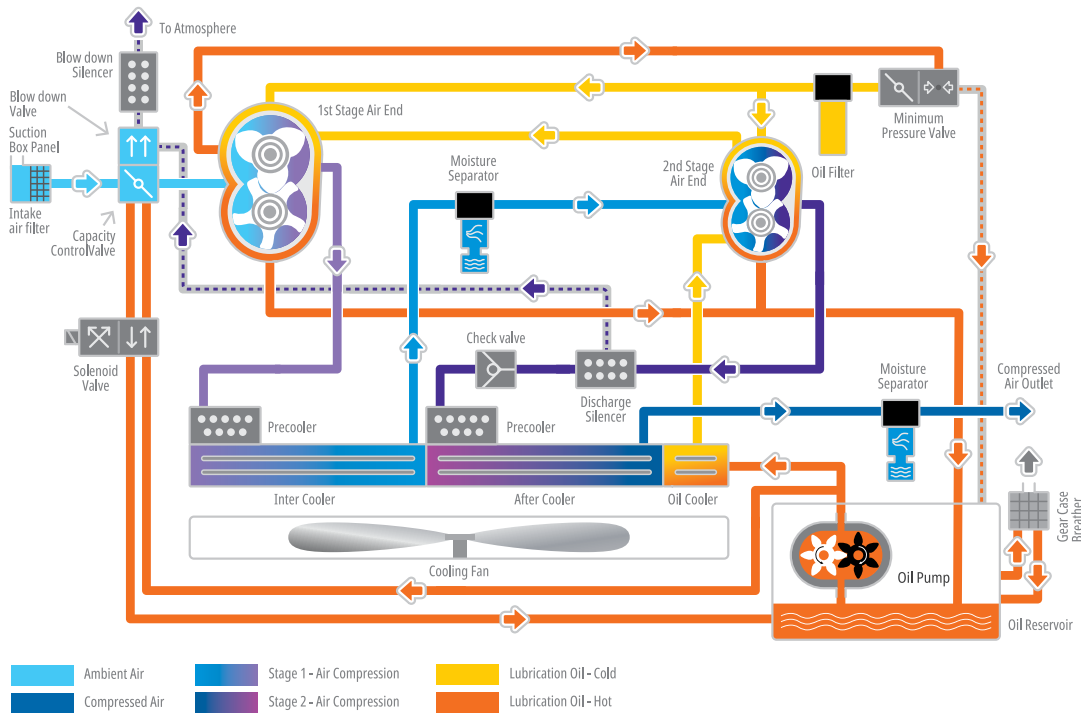 To Atmosphere
Blow down
Silencer
Blow down
Valve
Suction
Box Panel
Intake
air filter
Capacity
ControlValve
1st Stage Air End
Moisture
Separator
2nd Stage
Air End
Oil Filter
Minimum
Pressure Valve
Solenoid
Valve
Check valve
Discharge
Silencer
Moisture
Separator
Compressed
Air Outlet
Precooler
Precooler
Inter Cooler
After Cooler
Oil Cooler
Gear Case
Breather
Cooling Fan
Oil Pump
Oil Reservoir
Ambient Air
Stage 1 - Air Compression
Lubrication Oil - Cold
Compressed Air
Stage 2 - Air Compression
Lubrication Oil - Hot